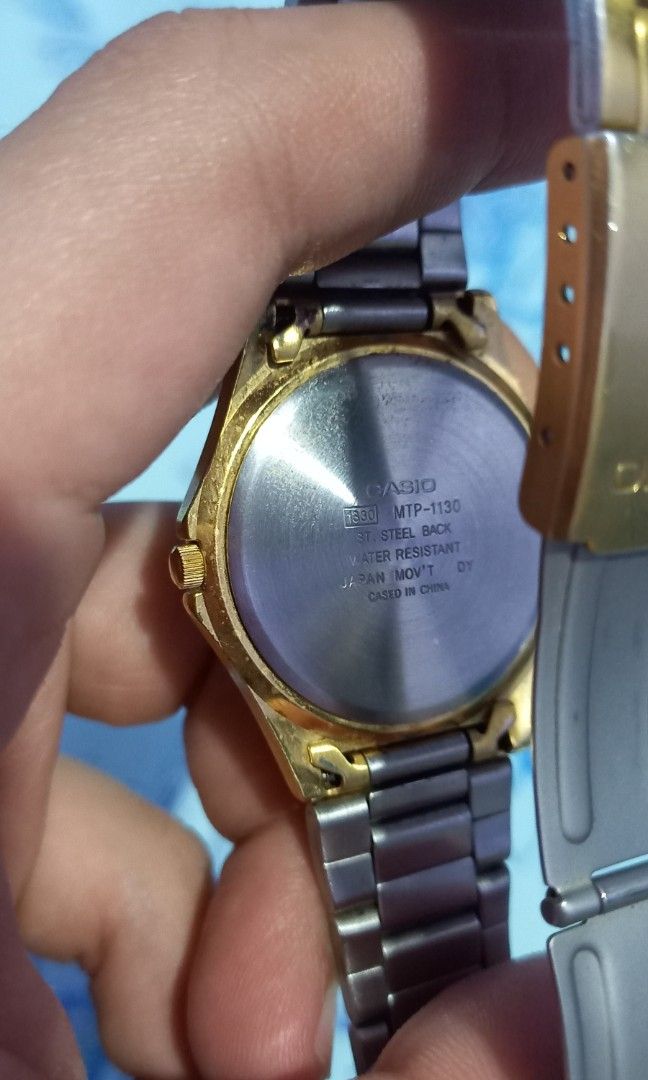 CASIO
1330 MTP-1130
ST. STEEL BACK
WATER RESISTANT
JAPAN MOV'T DY
CASED IN CHINA